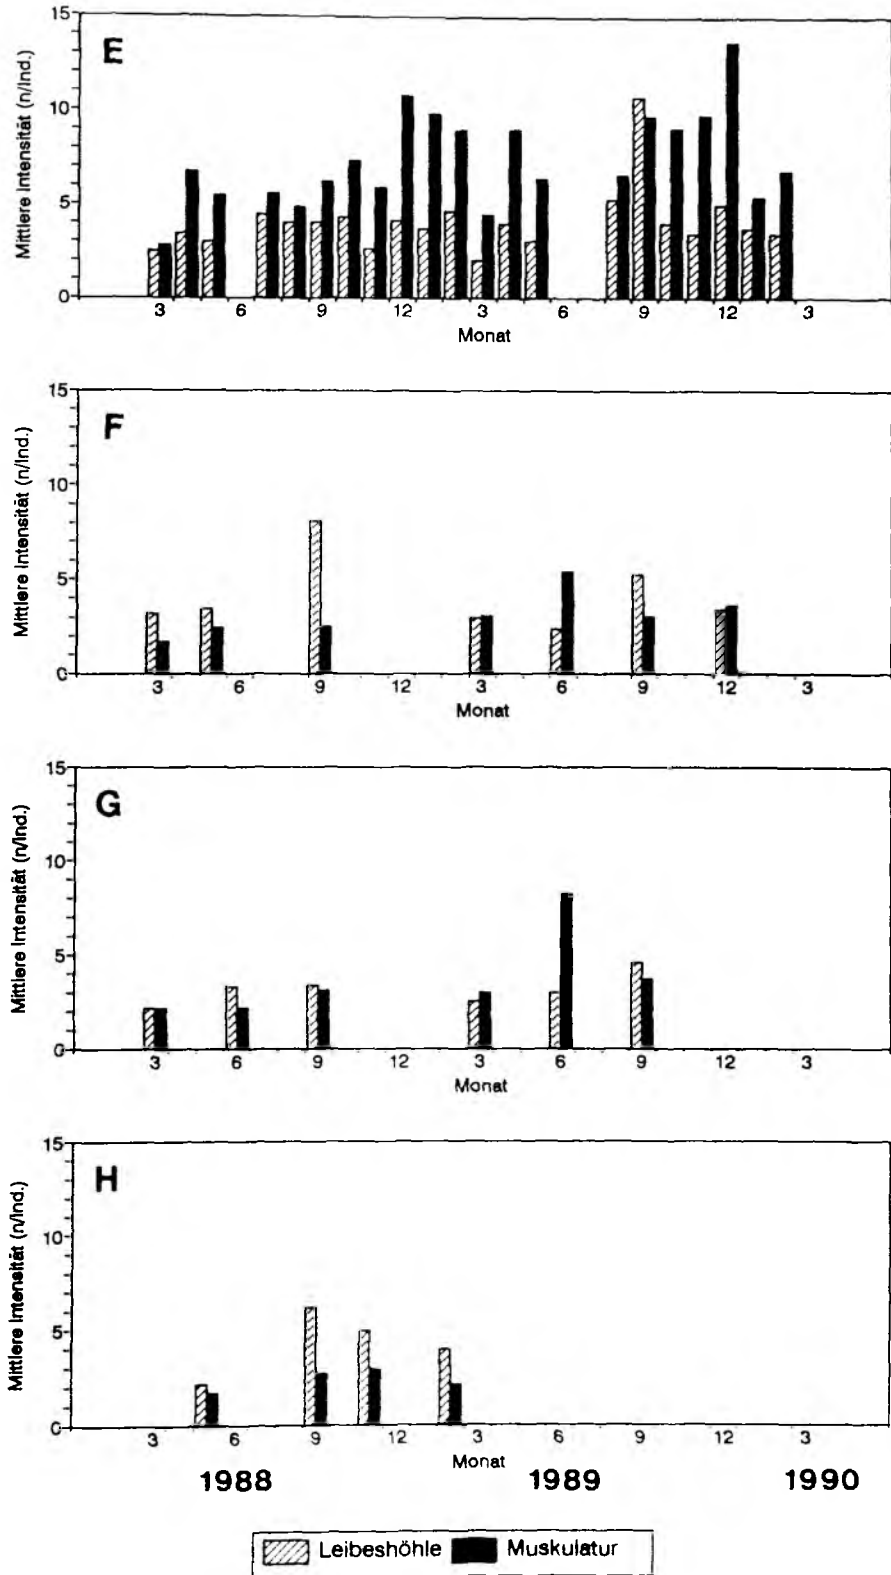 15
10
5
0
Mittlere Intensität (n/Ind.)
E
3 6 9 12 3 6 9 12 3
Monat
15
10
5
0
Mittlere Intensität (n/Ind.)
F
3 6 9 12 3 6 9 12 3
Monat
15
10
5
0
Mittlere Intensität (n/Ind.)
G
3 6 9 12 3 6 9 12 3
Monat
15
10
5
0
Mittlere Intensität (n/Ind.)
H
3 6 9 12 3 6 9 12 3
Monat
1988 1989 1990
Leibeshöhle Muskulatur